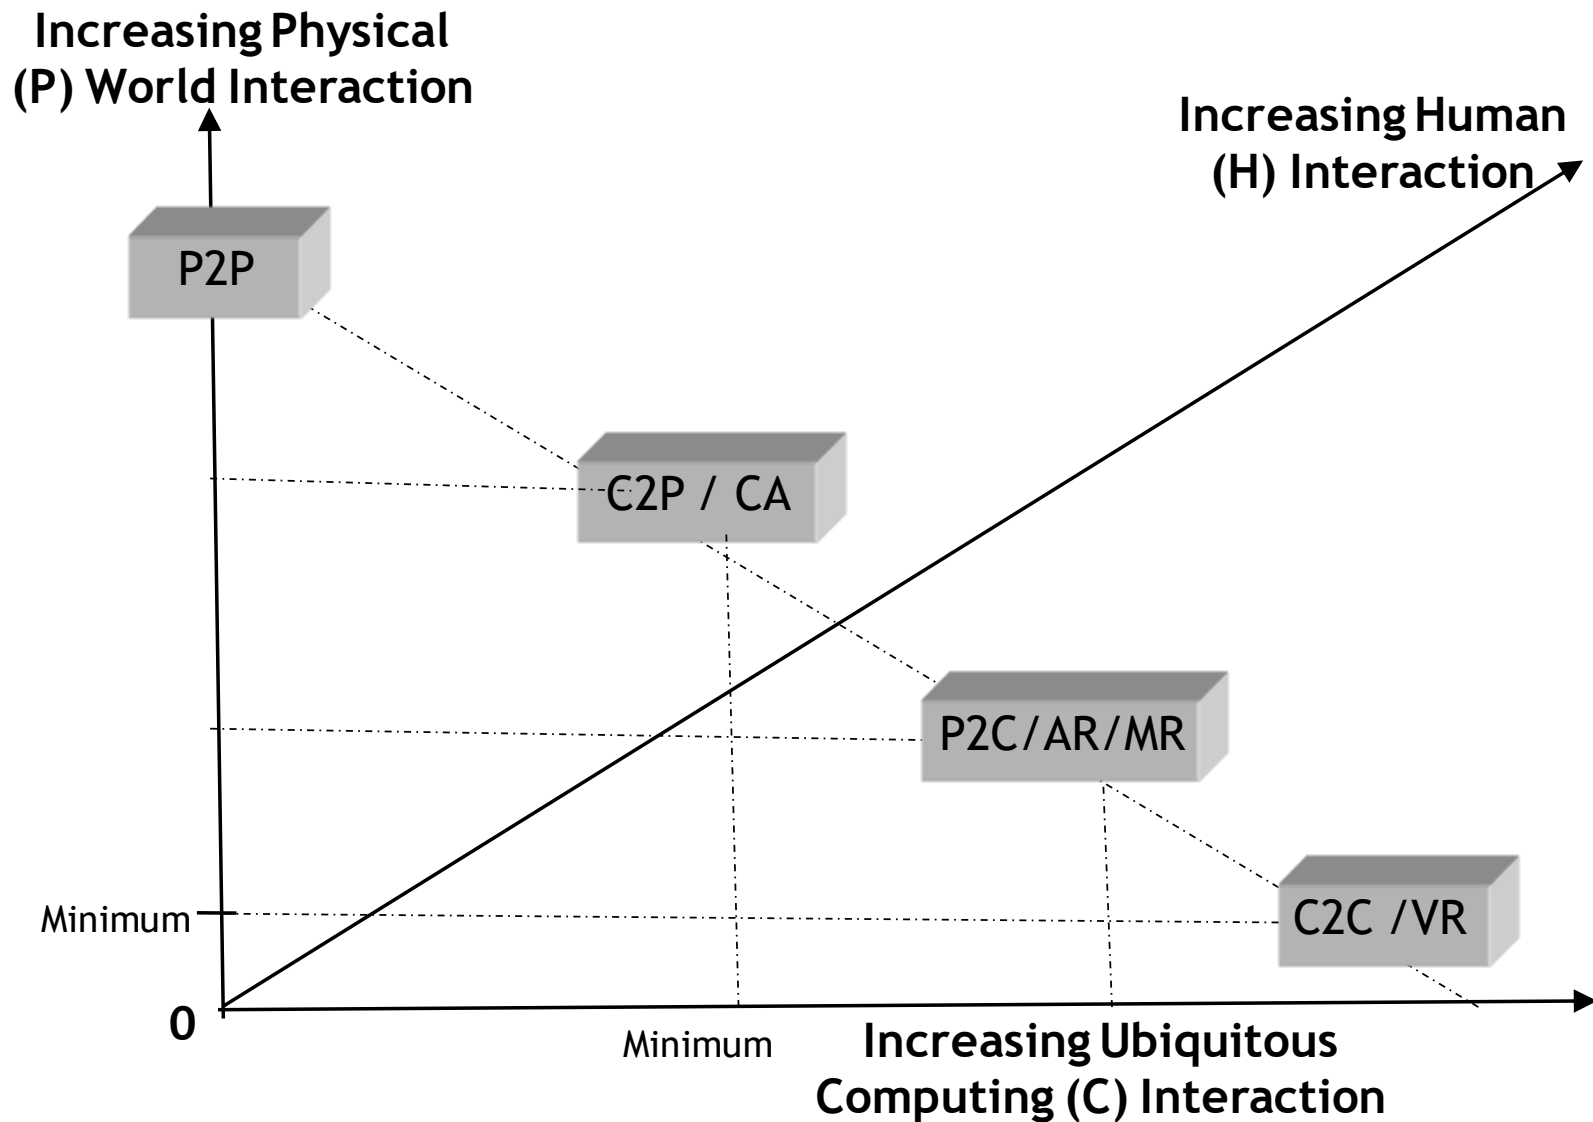 Increasing Physical
(P) World Interaction
Increasing Human
(H) Interaction
P2P
C2P / CA
P2C/AR/MR
C2C /VR
Minimum
0
Minimum
Increasing Ubiquitous
Computing (C) Interaction